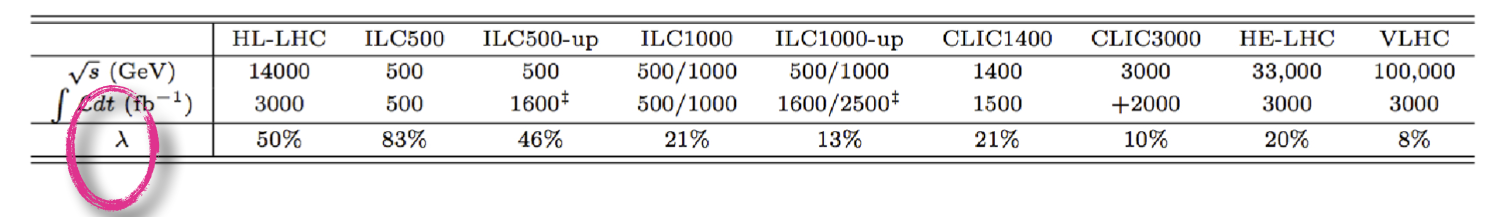 HL-LHC ILC500 ILC500-up ILC1000 ILC1000-up CLIC1400 CLIC3000 HE-LHC VLHC
√s (GeV) 14000 500 500 500/1000 500/1000 1400 3000 33,000 100,000
∫ℒdt (fb⁻¹) 3000 500 1600‡ 500/1000 1600/2500‡ 1500 +2000 3000 3000
λ 50% 83% 46% 21% 13% 21% 10% 20% 8%